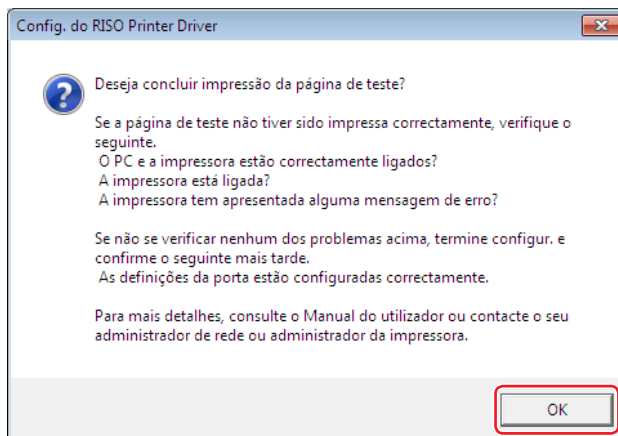 Config. do RISO Printer Driver
Deseja concluir impressão da página de teste?
Se a página de teste não tiver sido impressa correctamente, verifique o
seguinte.
O PC e a impressora estão correctamente ligados?
A impressora está ligada?
A impressora tem apresentada alguma mensagem de erro?
Se não se verificar nenhum dos problemas acima, termine configur. e
confirme o seguinte mais tarde.
As definições da porta estão configuradas correctamente.
Para mais detalhes, consulte o Manual do utilizador ou contacte o seu
administrador de rede ou administrador da impressora.
OK